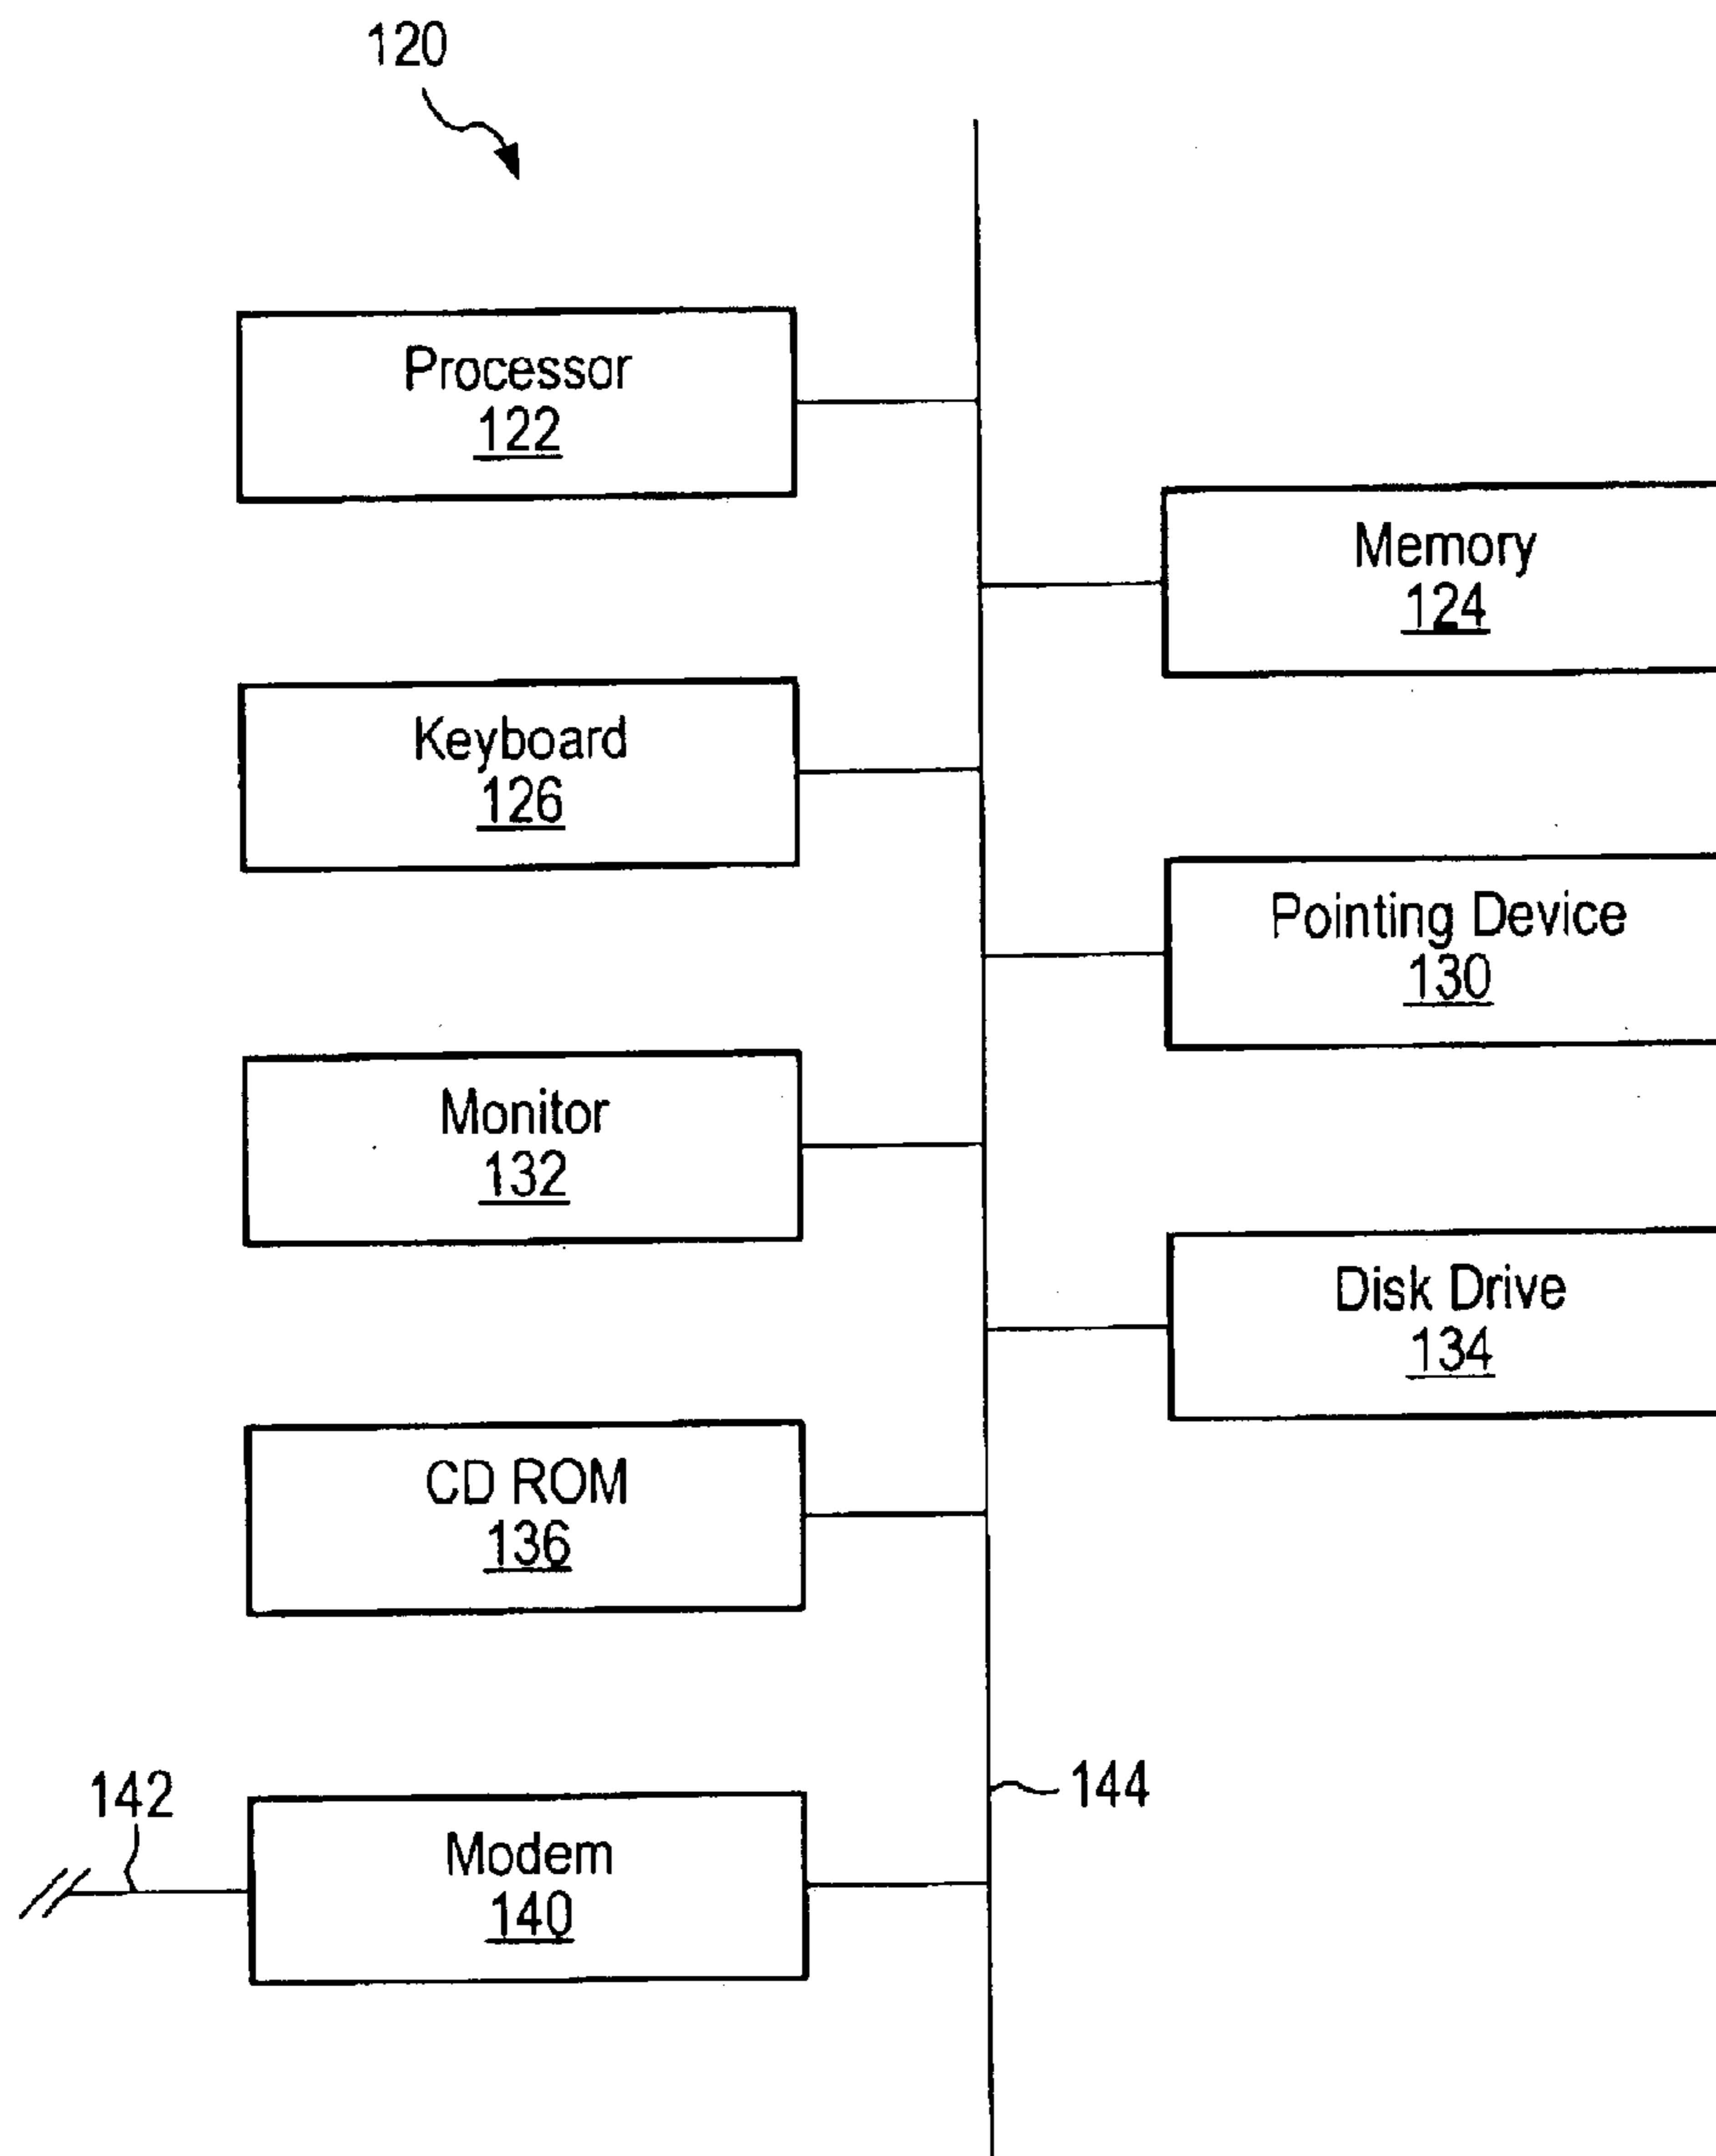 120
Processor
122
Memory
124
Keyboard
126
Pointing Device
130
Monitor
132
Disk Drive
134
CD ROM
136
142
144
Modem
140